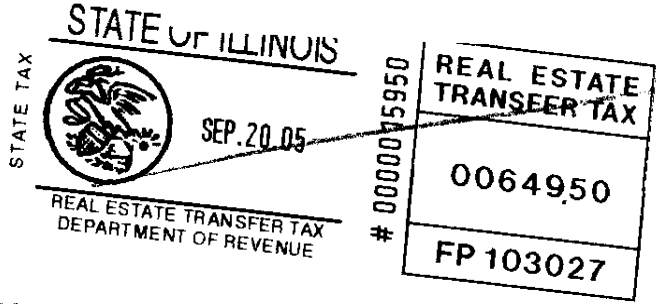 STATE OF ILLINOIS
STATE TAX
SEP.20.05
REAL ESTATE TRANSFER TAX
DEPARTMENT OF REVENUE
# 0000075950
REAL ESTATE
TRANSFER TAX
0064950
FP 103027